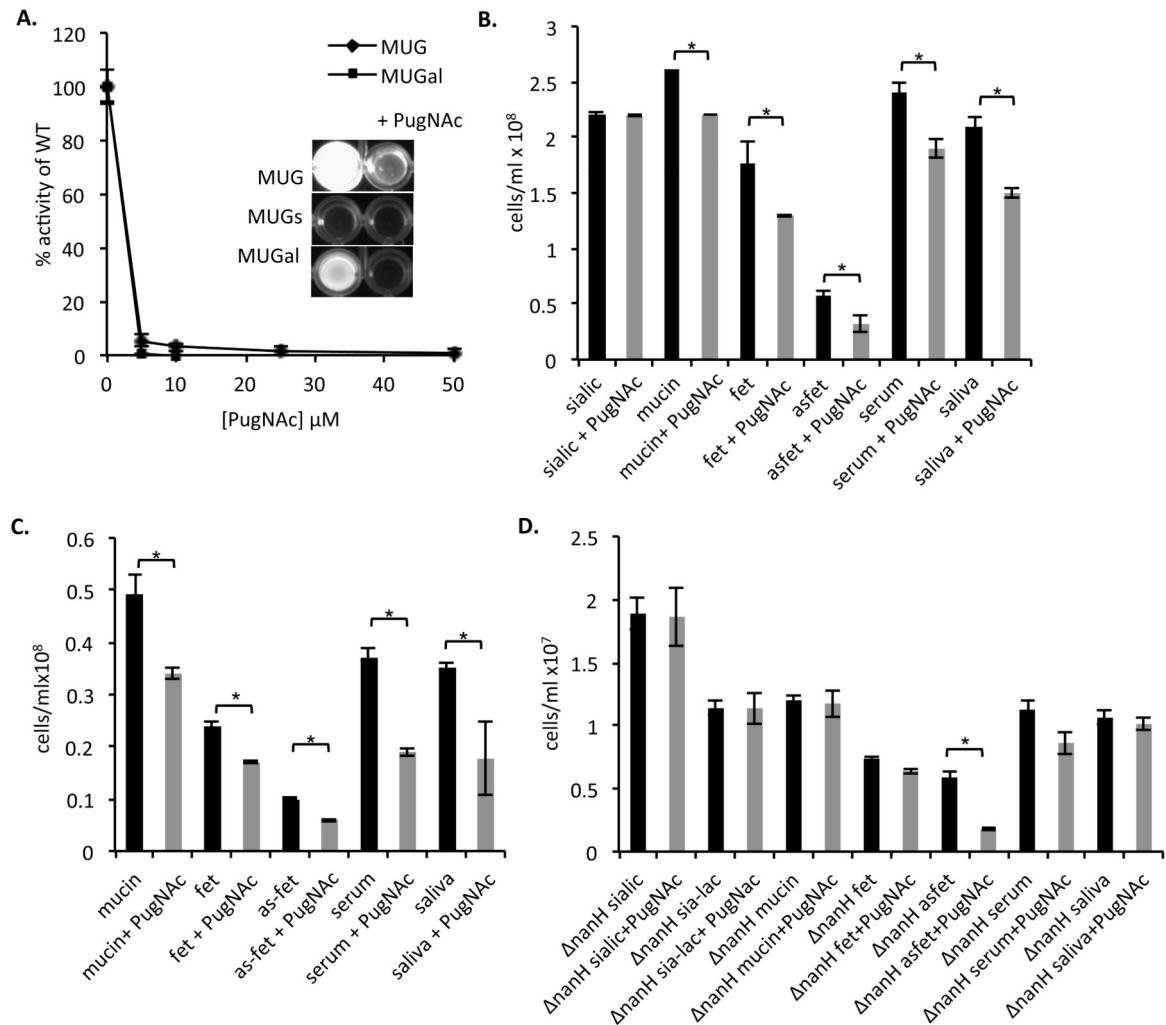 A.
120
100
80
60
40
20
0
% activity of WT
0
10
20
30
40
50
[PugNAc] µM
MUG
MUGal
+ PugNAc
MUG
MUGs
MUGal
B.
3
2.5
2
1.5
1
0.5
0
cells/ml x 10⁸
*
*
*
*
*
sialic
sialic + PugNAc
mucin
mucin+ PugNAc
fet
fet + PugNAc
asfet
asfet + PugNAc
serum
serum + PugNAc
saliva
saliva + PugNAc
C.
0.6
0.5
0.4
0.3
0.2
0.1
0
cells/mlx10⁸
*
*
*
*
*
mucin
mucin+ PugNAc
fet
fet + PugNAc
as-fet
as-fet + PugNAc
serum
serum + PugNAc
saliva
saliva + PugNAc
D.
2.5
2
1.5
1
0.5
0
cells/ml x10⁷
*
ΔnanH sialic
ΔnanH sialic+PugNAc
ΔnanH sia-lac
ΔnanH sia-lac+ PugNac
ΔnanH mucin
ΔnanH mucin+PugNAc
ΔnanH fet
ΔnanH fet+PugNAc
ΔnanH asfet
ΔnanH asfet+PugNAc
ΔnanH serum
ΔnanH serum+PugNAc
ΔnanH saliva
ΔnanH saliva+PugNAc